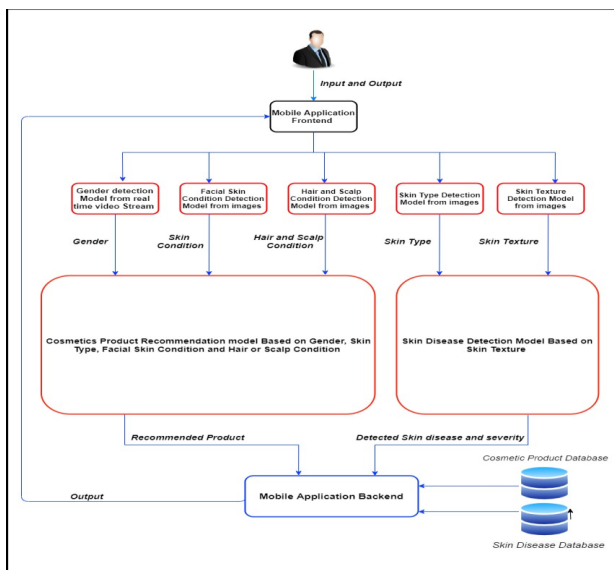 Input and Output
Mobile Application
Frontend
Gender detection
Model from real
time video Stream
Facial Skin
Condition Detection
Model from images
Hair and Scalp
Condition Detection
Model from images
Skin Type Detection
Model from images
Skin Texture
Detection Model
from images
Gender
Skin
Condition
Hair and Scalp
Condition
Skin Type
Skin Texture
Cosmetics Product Recommendation model Based on Gender, Skin
Type, Facial Skin Condition and Hair or Scalp Condition
Skin Disease Detection Model Based on
Skin Texture
Recommended Product
Detected Skin disease and severity
Cosmetic Product Database
Output
Mobile Application Backend
Skin Disease Database